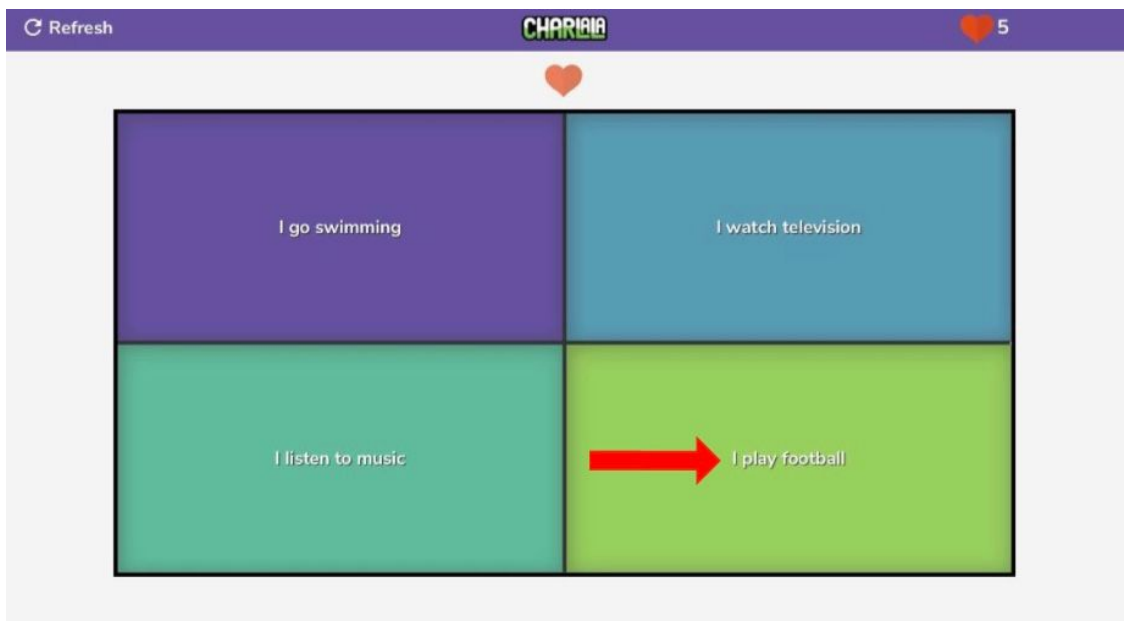 Refresh
CHARLALA
5
I go swimming
I watch television
I listen to music
I play football